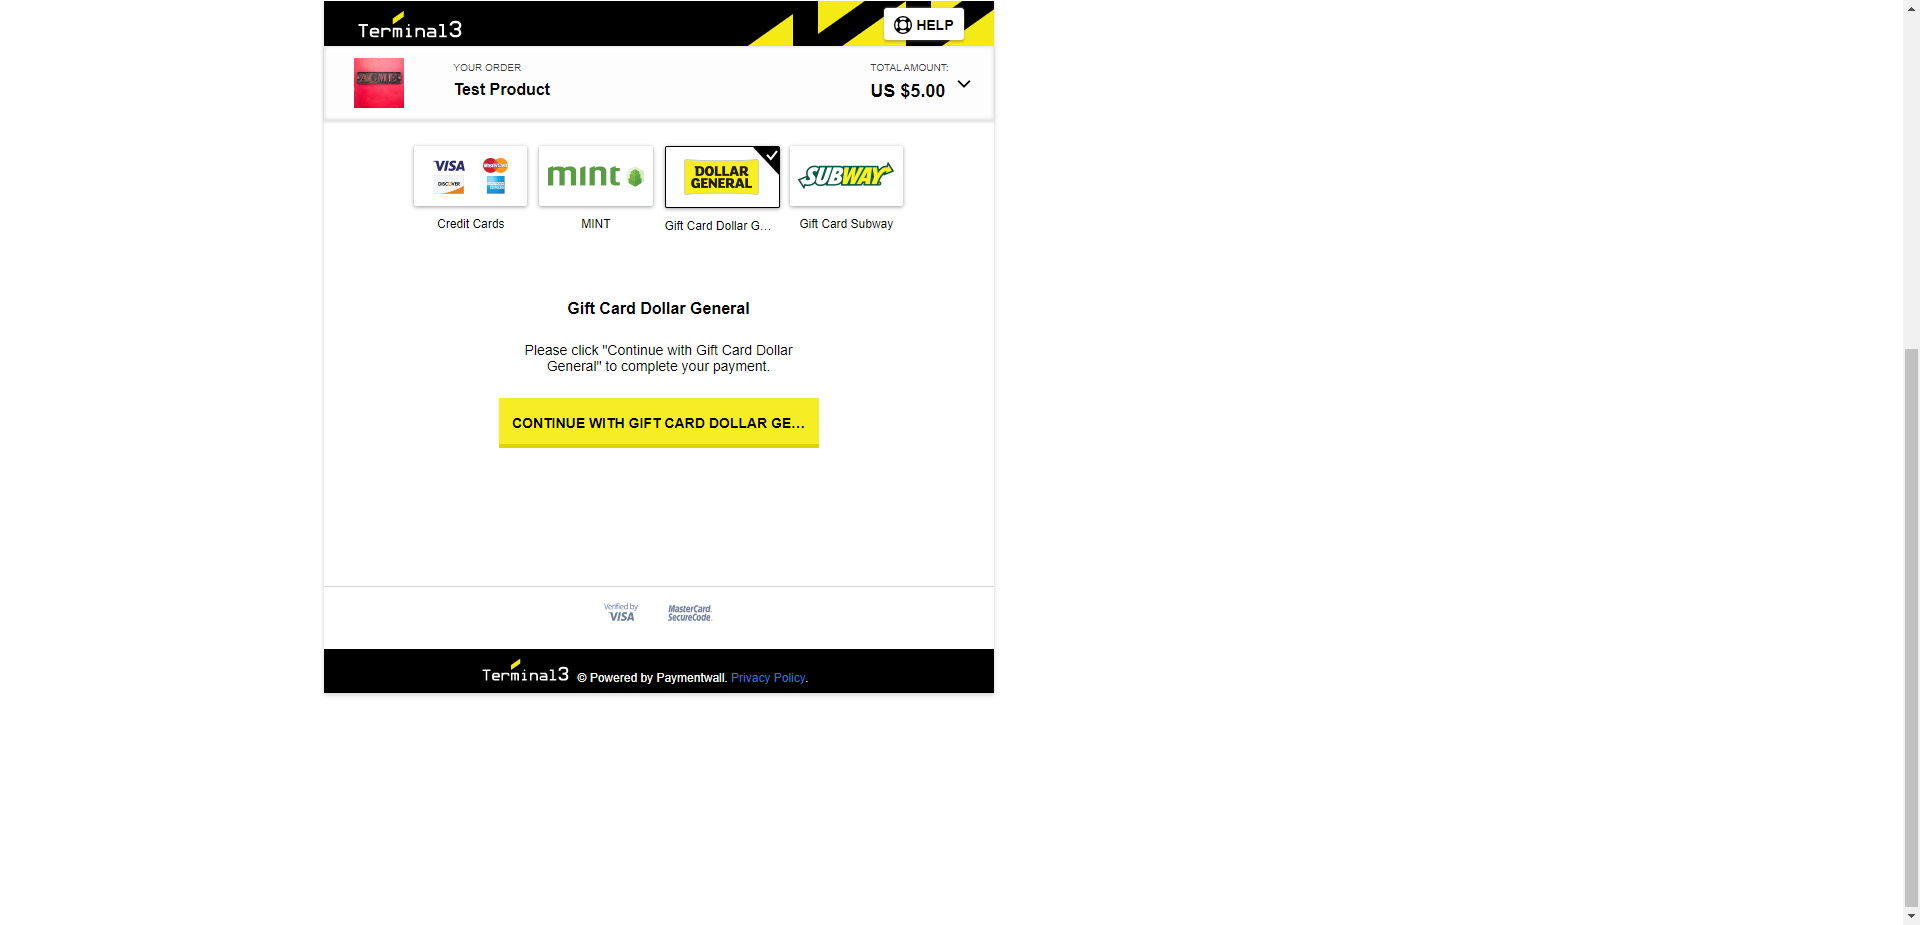 Terminal3
HELP
ACME
YOUR ORDER
Test Product
TOTAL AMOUNT:
US $5.00
VISA
MasterCard
DISCOVER
mint
DOLLAR
GENERAL
SUBWAY
Credit Cards
MINT
Gift Card Dollar G...
Gift Card Subway
Gift Card Dollar General
Please click "Continue with Gift Card Dollar
General" to complete your payment.
CONTINUE WITH GIFT CARD DOLLAR GE...
Verified by
VISA
MasterCard.
SecureCode.
Terminal3 © Powered by Paymentwall. Privacy Policy.